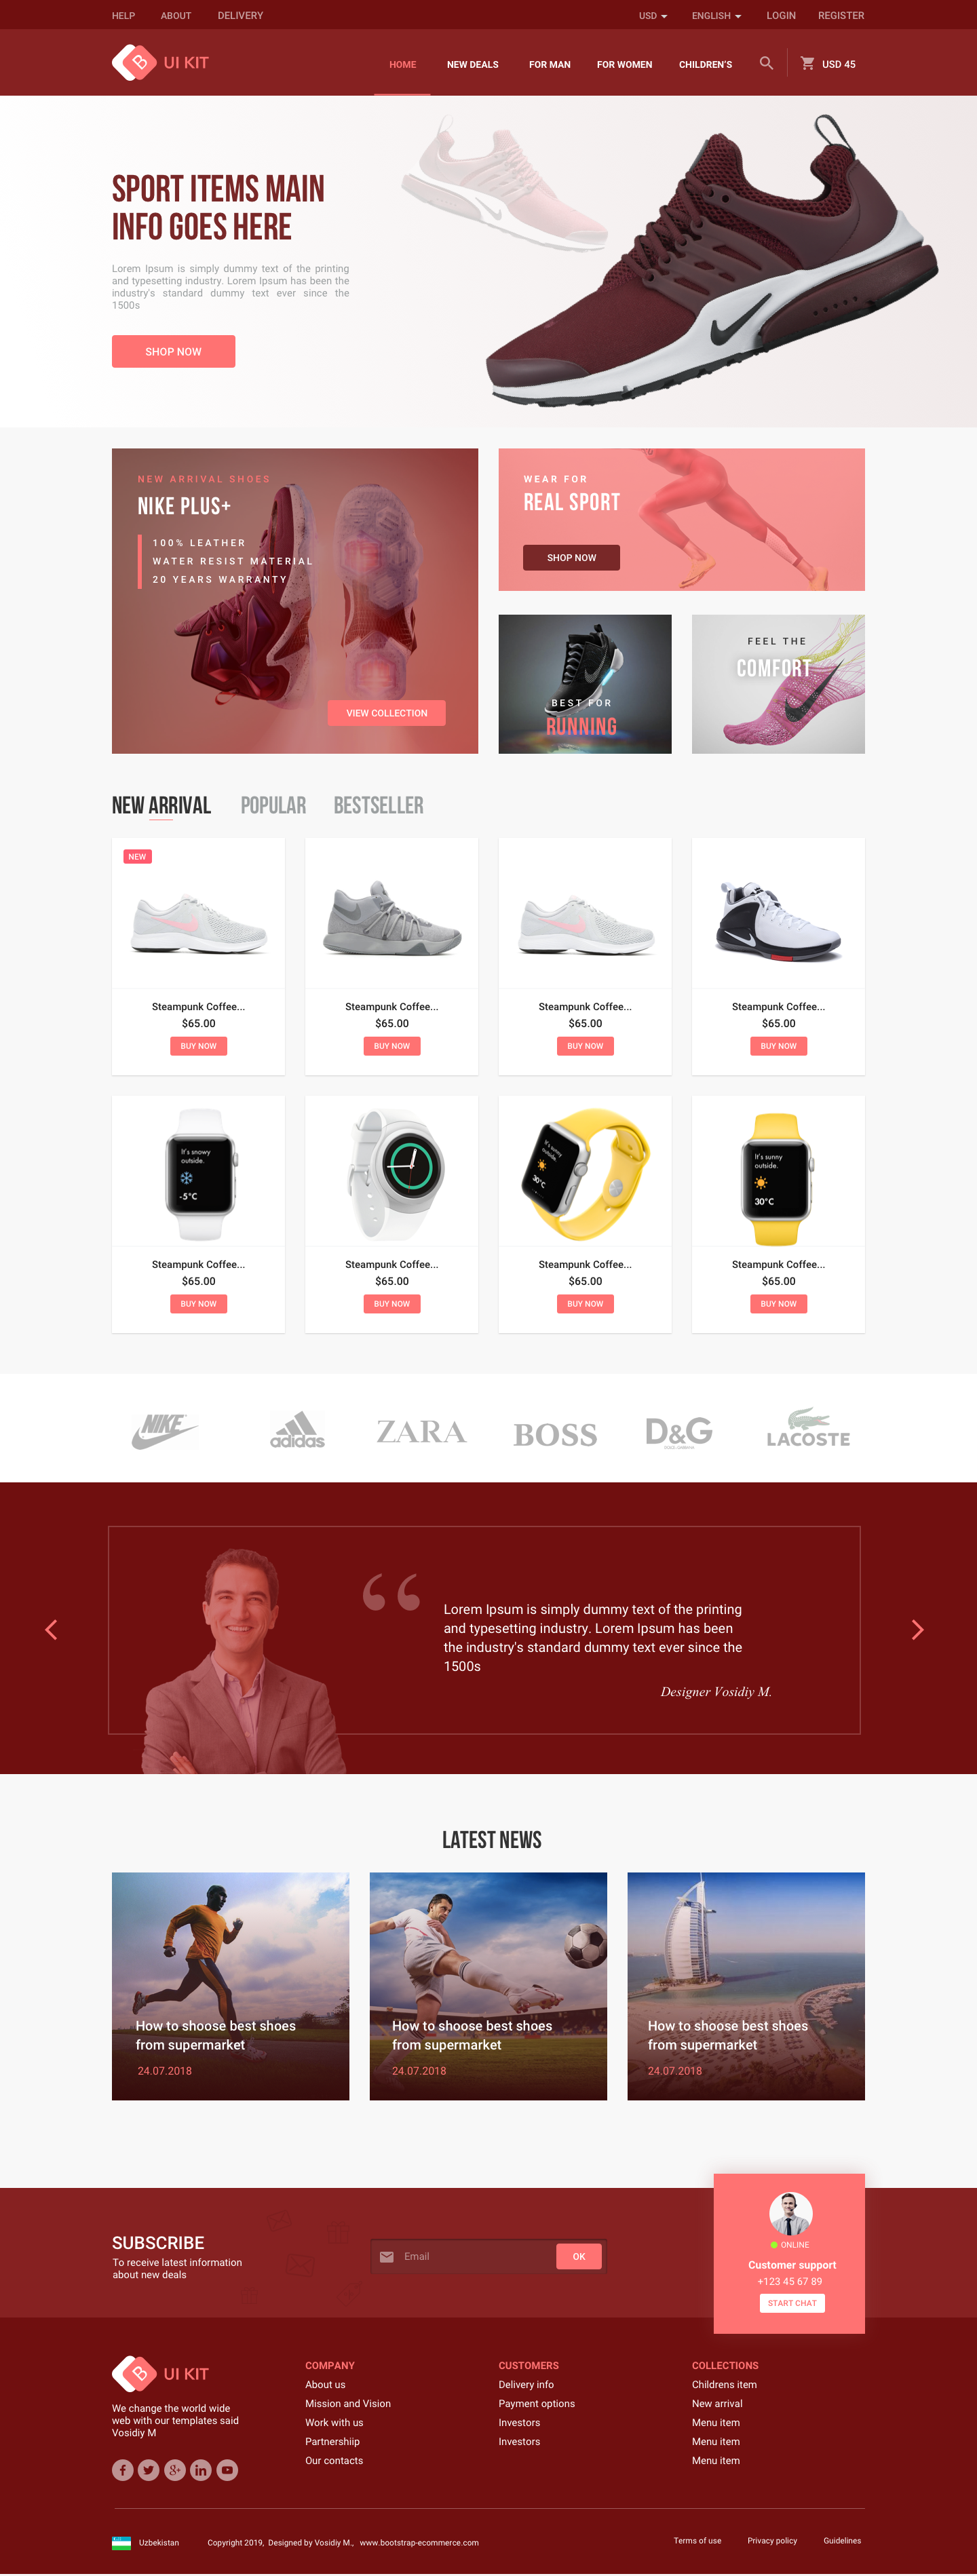 HELP ABOUT DELIVERY USD ENGLISH LOGIN REGISTER
B UI KIT HOME NEW DEALS FOR MAN FOR WOMEN CHILDREN'S USD 45
SPORT ITEMS MAIN
INFO GOES HERE
Lorem Ipsum is simply dummy text of the printing
and typesetting industry. Lorem Ipsum has been the
industry's standard dummy text ever since the
1500s
SHOP NOW
NEW ARRIVAL SHOES
NIKE PLUS+
100% LEATHER
WATER RESIST MATERIAL
20 YEARS WARRANTY
VIEW COLLECTION
WEAR FOR
REAL SPORT
SHOP NOW
BEST FOR
RUNNING
FEEL THE
COMFORT
NEW ARRIVAL POPULAR BESTSELLER
NEW
Steampunk Coffee... Steampunk Coffee... Steampunk Coffee... Steampunk Coffee...
$65.00 $65.00 $65.00 $65.00
BUY NOW BUY NOW BUY NOW BUY NOW
It's snowy
outside.
-5°C
It's sunny
outside.
30°C
It's sunny
outside.
30°C
Steampunk Coffee... Steampunk Coffee... Steampunk Coffee... Steampunk Coffee...
$65.00 $65.00 $65.00 $65.00
BUY NOW BUY NOW BUY NOW BUY NOW
NIKE adidas ZARA BOSS D&G LACOSTE
Lorem Ipsum is simply dummy text of the printing
and typesetting industry. Lorem Ipsum has been
the industry's standard dummy text ever since the
1500s
Designer Vosidiy M.
LATEST NEWS
How to shoose best shoes
from supermarket
24.07.2018
How to shoose best shoes
from supermarket
24.07.2018
How to shoose best shoes
from supermarket
24.07.2018
SUBSCRIBE
To receive latest information
about new deals
Email OK
ONLINE
Customer support
+123 45 67 89
START CHAT
B UI KIT
We change the world wide
web with our templates said
Vosidiy M
COMPANY
About us
Mission and Vision
Work with us
Partnershiip
Our contacts
CUSTOMERS
Delivery info
Payment options
Investors
Investors
COLLECTIONS
Childrens item
New arrival
Menu item
Menu item
Menu item
Uzbekistan Copyright 2019, Designed by Vosidiy M., www.bootstrap-ecommerce.com Terms of use Privacy policy Guidelines